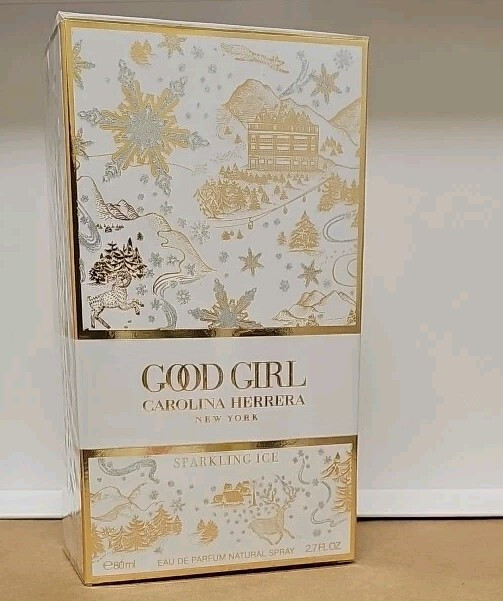 GOOD GIRL
CAROLINA HERRERA
NEW YORK
SPARKLING ICE
℮80ml EAU DE PARFUM NATURAL SPRAY 2.7 FL OZ